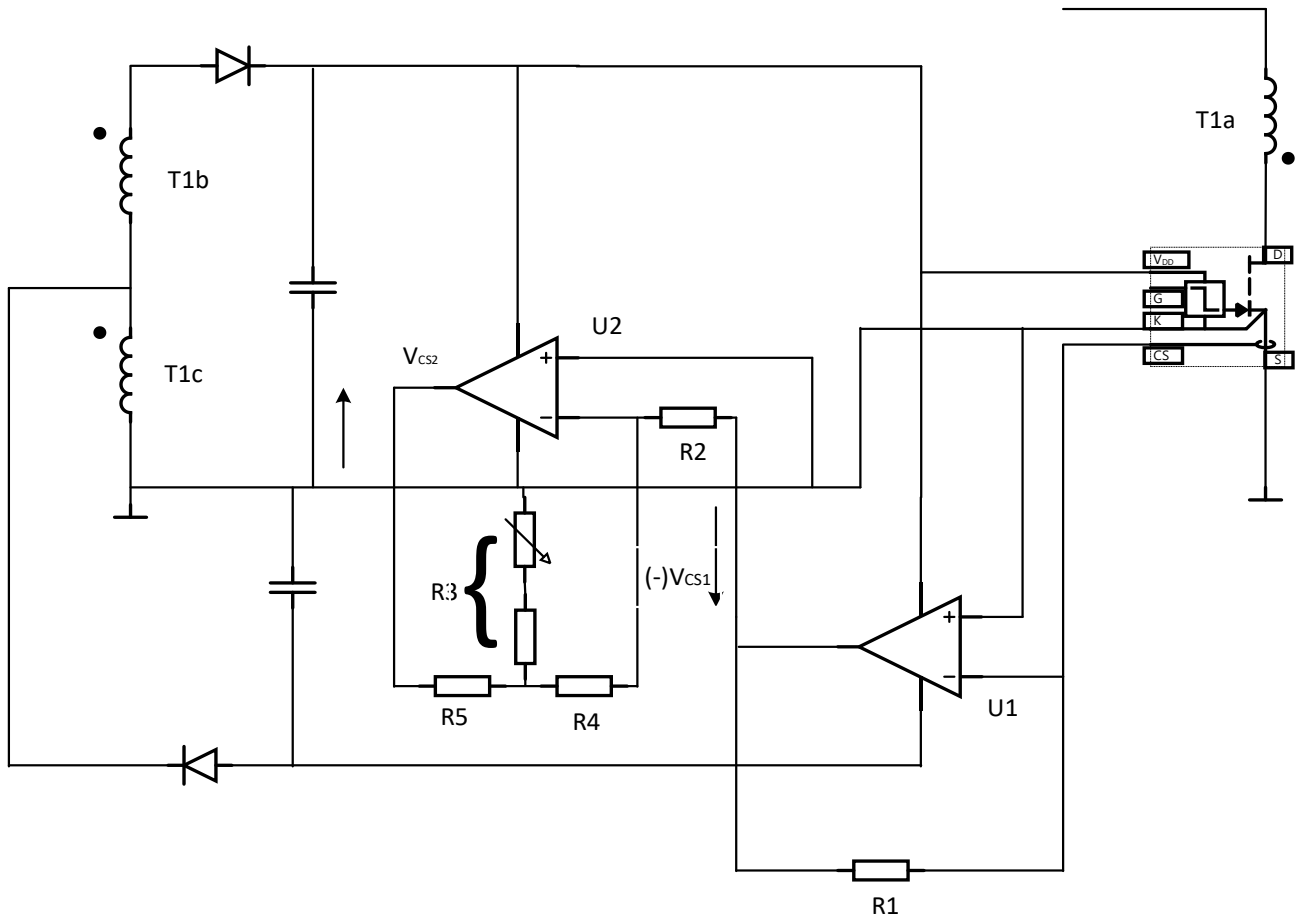 T1a
T1b
VDD
D
G
K
U2
VCS2
+
CS
S
T1c
−
R2
(-)VCS1
R3
{
+
−
U1
R5
R4
R1